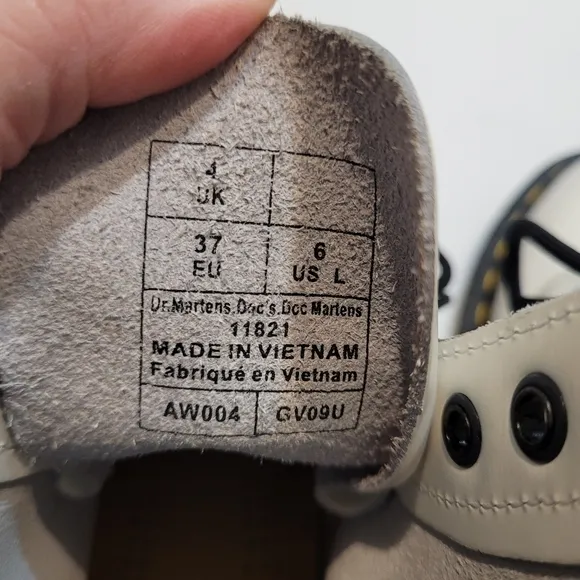 4
UK
37
EU
6
US L
Dr.Martens.Doc's.Doc Martens
11821
MADE IN VIETNAM
Fabriqué en Vietnam
AW004
GV09U